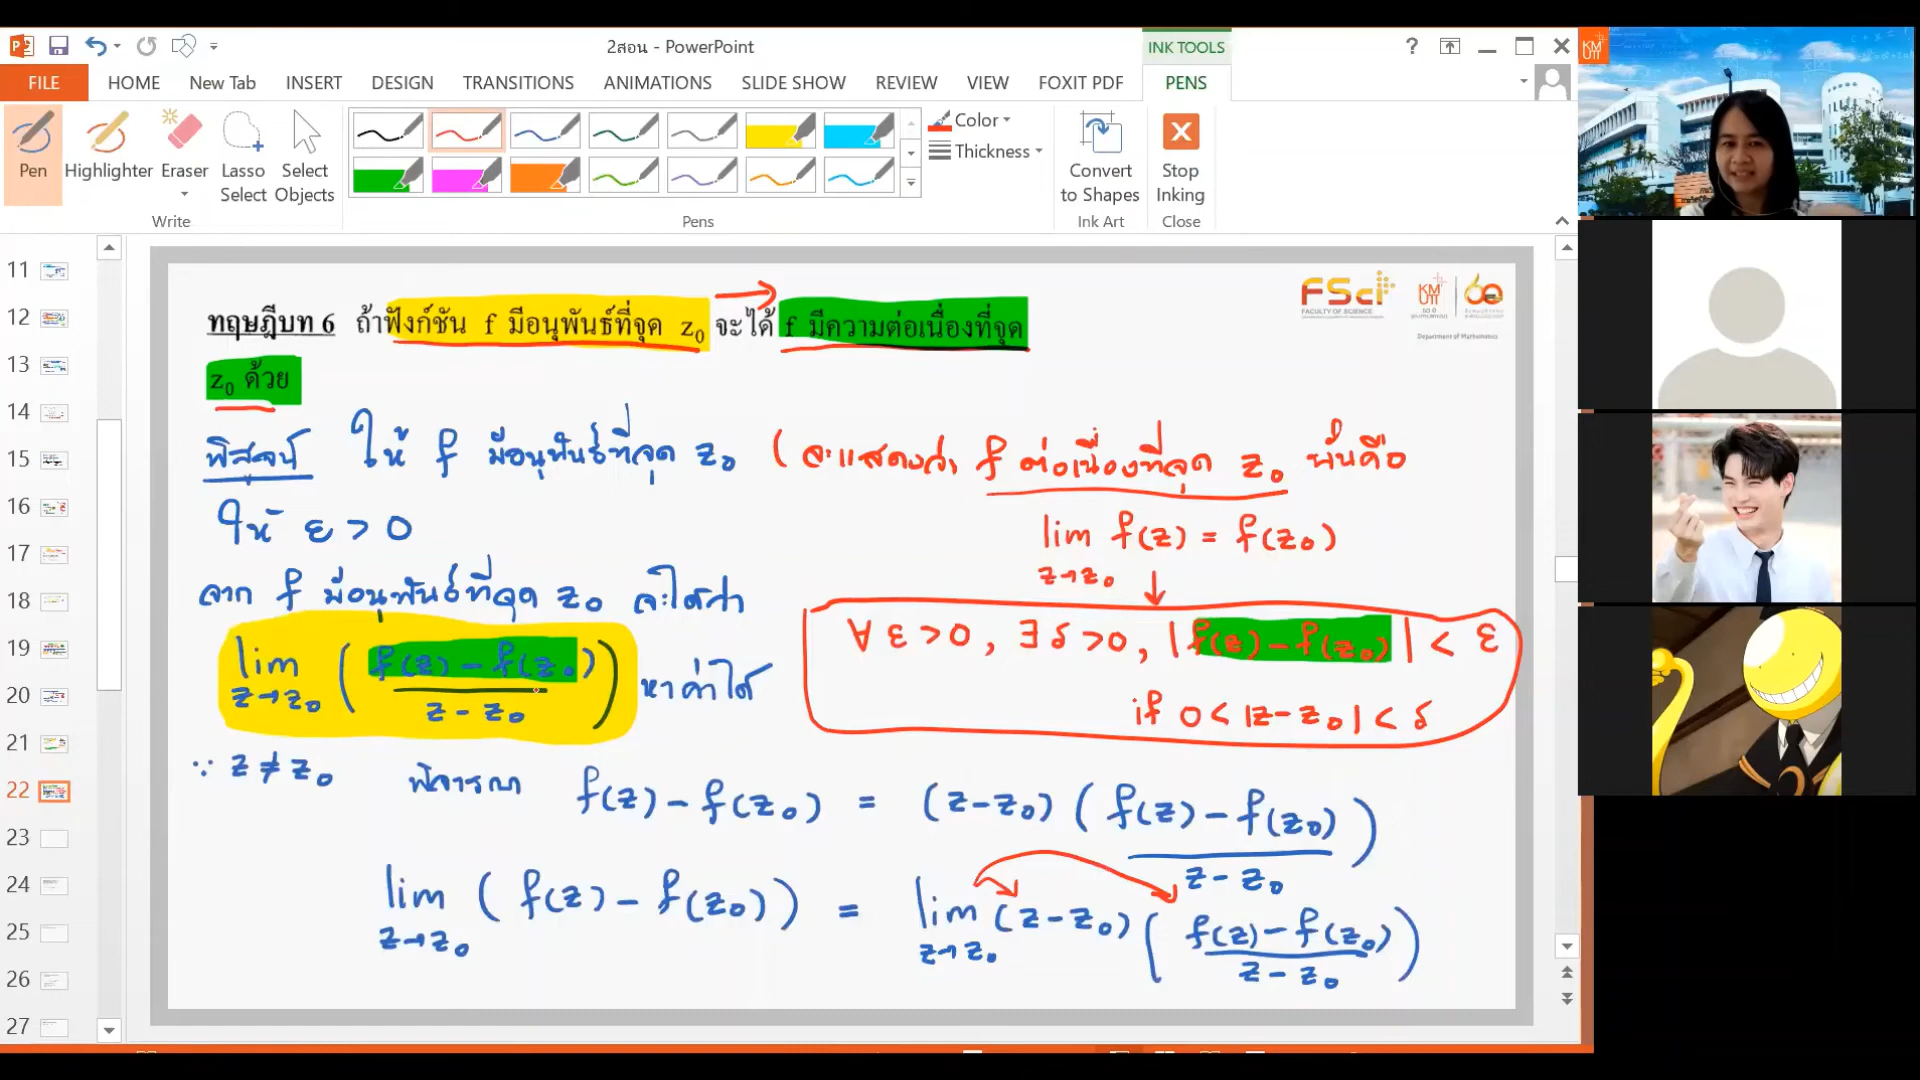 2สอน - PowerPoint
INK TOOLS
FILE HOME New Tab INSERT DESIGN TRANSITIONS ANIMATIONS SLIDE SHOW REVIEW VIEW FOXIT PDF PENS
Pen Highlighter Eraser Lasso Select Select Objects
Color
Thickness
Convert to Shapes Stop Inking
Write Pens Ink Art Close
11
12
13
14
15
16
17
18
19
20
21
22
23
24
25
26
27
FSci KM UTT
FACULTY OF SCIENCE
Department of Mathematics
ทฤษฎีบท 6 ถ้าฟังก์ชัน f มีอนุพันธ์ที่จุด z₀ จะได้ f มีความต่อเนื่องที่จุด
z₀ ด้วย
พิสูจน์ ให้ f มีอนุพันธ์ที่จุด z₀ (จะแสดงว่า f ต่อเนื่องที่จุด z₀ นั่นคือ
lim f(z) = f(z₀)
z→z₀
ให้ ε > 0
จาก f มีอนุพันธ์ที่จุด z₀ จะได้ว่า
∀ ε > 0, ∃ δ > 0, |f(z) - f(z₀)| < ε
if 0 < |z - z₀| < δ
lim ( f(z) - f(z₀) ) หาค่าได้
z→z₀ z - z₀
∵ z ≠ z₀ พิจารณา f(z) - f(z₀) = (z - z₀) ( f(z) - f(z₀) )
z - z₀
lim ( f(z) - f(z₀) ) = lim (z - z₀) ( f(z) - f(z₀) )
z→z₀ z→z₀ z - z₀